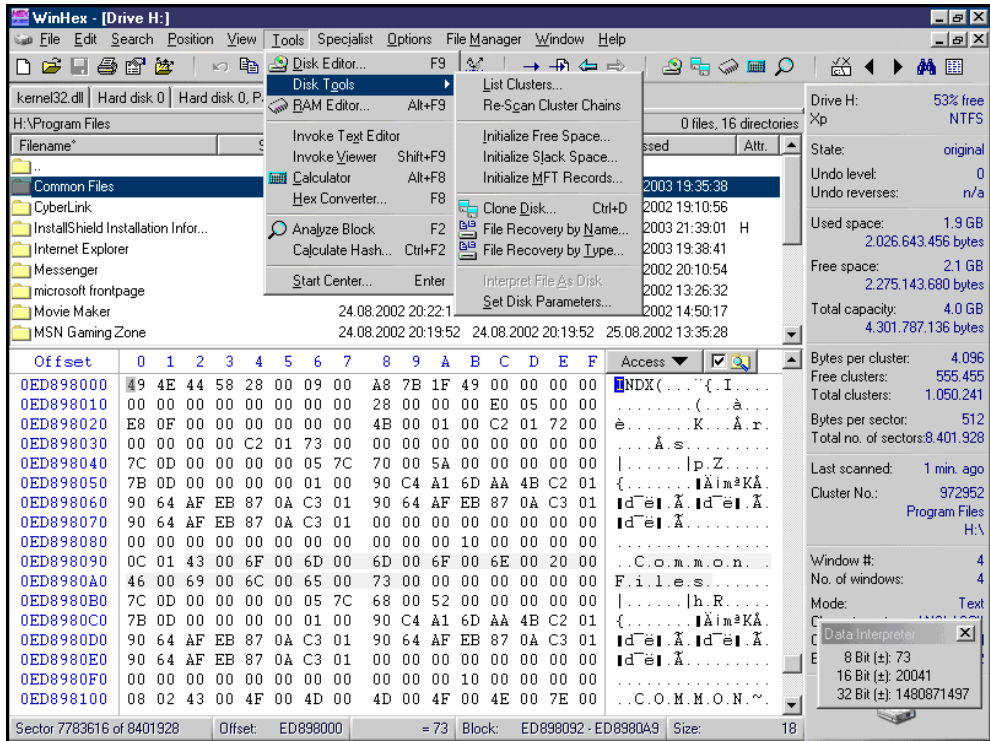 WinHex - [Drive H:]
File Edit Search Position View Tools Specialist Options File Manager Window Help
Disk Editor... F9
Disk Tools
RAM Editor... Alt+F9
Invoke Text Editor
Invoke Viewer Shift+F9
Calculator Alt+F8
Hex Converter... F8
Analyze Block F2
Calculate Hash... Ctrl+F2
Start Center... Enter
List Clusters...
Re-Scan Cluster Chains
Initialize Free Space...
Initialize Slack Space...
Initialize MFT Records...
Clone Disk... Ctrl+D
File Recovery by Name...
File Recovery by Type...
Interpret File As Disk
Set Disk Parameters...
kernel32.dll Hard disk 0 Hard disk 0, P
H:\Program Files 0 files, 16 directories
Filename Attr.
..
Common Files 2003 19:35:38
CyberLink 2002 19:10:56
InstallShield Installation Infor... 2003 21:39:01 H
Internet Explorer 2003 19:38:41
Messenger 2002 20:10:54
microsoft frontpage 2002 13:26:32
Movie Maker 24.08.2002 20:22:1 2002 14:50:17
MSN Gaming Zone 24.08.2002 20:19:52 24.08.2002 20:19:52 25.08.2002 13:35:28
Offset 0 1 2 3 4 5 6 7 8 9 A B C D E F Access
0ED898000 49 4E 44 58 28 00 09 00 A8 7B 1F 49 00 00 00 00 INDX(...¨{.I....
0ED898010 00 00 00 00 00 00 00 00 28 00 00 00 E0 05 00 00 ........(...à...
0ED898020 E8 0F 00 00 00 00 00 00 4B 00 01 00 C2 01 72 00 è.......K...Â.r.
0ED898030 00 00 00 00 C2 01 73 00 00 00 00 00 00 00 00 00 ....Â.s.........
0ED898040 7C 0D 00 00 00 00 05 7C 70 00 5A 00 00 00 00 00 |......|p.Z.....
0ED898050 7B 0D 00 00 00 00 01 00 90 C4 A1 6D AA 4B C2 01 {.......▯Ä¡mªKÂ.
0ED898060 90 64 AF EB 87 0A C3 01 90 64 AF EB 87 0A C3 01 ▯d¯ë▯.Ã.▯d¯ë▯.Ã.
0ED898070 90 64 AF EB 87 0A C3 01 00 00 00 00 00 00 00 00 ▯d¯ë▯.Ã.........
0ED898080 00 00 00 00 00 00 00 00 00 00 00 10 00 00 00 00 ................
0ED898090 0C 01 43 00 6F 00 6D 00 6D 00 6F 00 6E 00 20 00 ..C.o.m.m.o.n. .
0ED8980A0 46 00 69 00 6C 00 65 00 73 00 00 00 00 00 00 00 F.i.l.e.s.......
0ED8980B0 7C 0D 00 00 00 00 05 7C 68 00 52 00 00 00 00 00 |......|h.R.....
0ED8980C0 7B 0D 00 00 00 00 01 00 90 C4 A1 6D AA 4B C2 01 {.......▯Ä¡mªKÂ.
0ED8980D0 90 64 AF EB 87 0A C3 01 90 64 AF EB 87 0A C3 01 ▯d¯ë▯.Ã.▯d¯ë▯.Ã.
0ED8980E0 90 64 AF EB 87 0A C3 01 00 00 00 00 00 00 00 00 ▯d¯ë▯.Ã.........
0ED8980F0 00 00 00 00 00 00 00 00 00 00 00 10 00 00 00 00 ................
0ED898100 08 02 43 00 4F 00 4D 00 4D 00 4F 00 4E 00 7E 00 ..C.O.M.M.O.N.~.
Drive H: 53% free
Xp NTFS
State: original
Undo level: 0
Undo reverses: n/a
Used space: 1.9 GB
2.026.643.456 bytes
Free space: 2.1 GB
2.275.143.680 bytes
Total capacity: 4.0 GB
4.301.787.136 bytes
Bytes per cluster: 4.096
Free clusters: 555.455
Total clusters: 1.050.241
Bytes per sector: 512
Total no. of sectors:8.401.928
Last scanned: 1 min. ago
Cluster No.: 972952
Program Files
H:\
Window #: 4
No. of windows: 4
Mode: Text
Data Interpreter
8 Bit (±): 73
16 Bit (±): 20041
32 Bit (±): 1480871497
Sector 7783616 of 8401928 Offset: ED898000 = 73 Block: ED898092 - ED8980A9 Size: 18